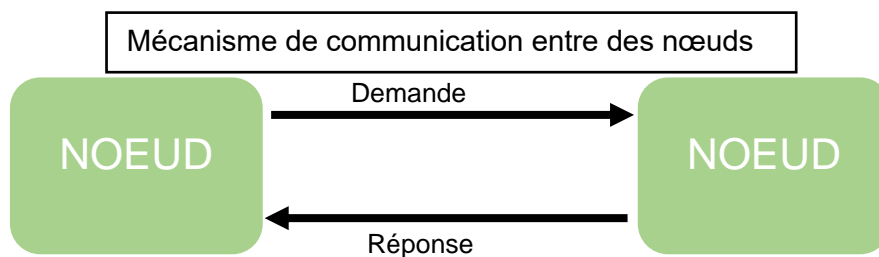 Mécanisme de communication entre des nœuds
Demande
NOEUD
NOEUD
Réponse